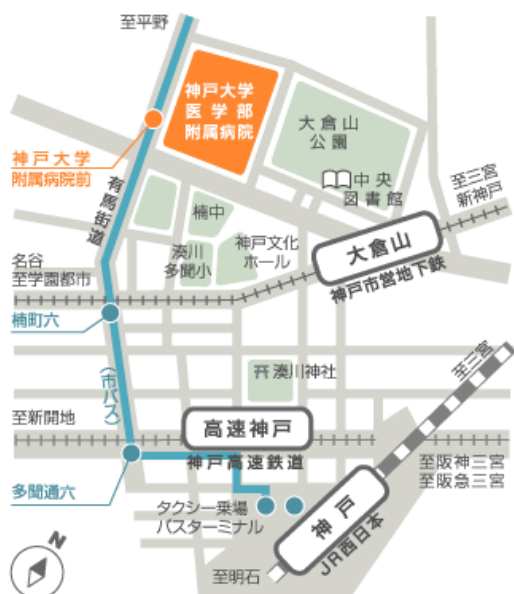 至平野
神戸大学
医学部
附属病院
大倉山
公園
中央
図書館
神戸大学
附属病院前
有馬街道
楠中
湊川
多聞小
神戸文化
ホール
至三宮
新神戸
大倉山
神戸市営地下鉄
名谷
至学園都市
楠町六
(市バス)
湊川神社
至三宮
至新開地
高速神戸
神戸高速鉄道
至阪神三宮
至阪急三宮
多聞通六
タクシー乗場
バスターミナル
神戸
JR西日本
至明石
N